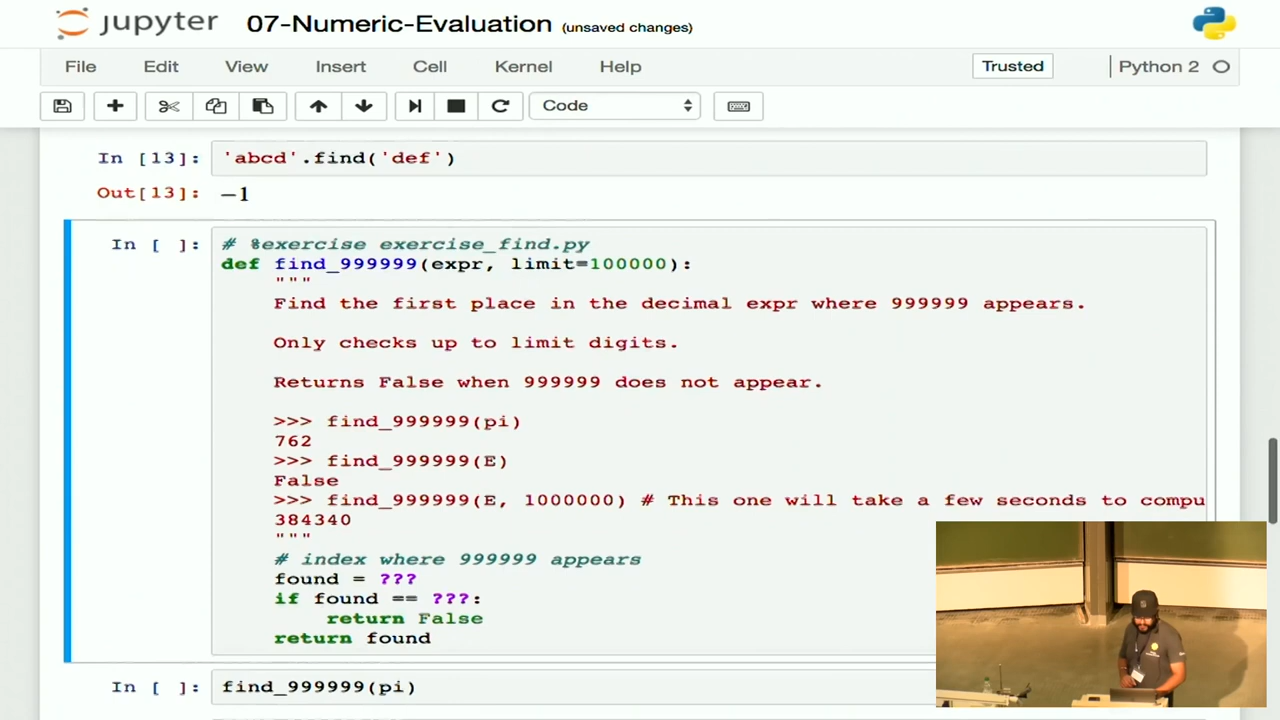 jupyter 07-Numeric-Evaluation (unsaved changes)
File Edit View Insert Cell Kernel Help Trusted Python 2
Code
In [13]: 'abcd'.find('def')
Out[13]: -1
In [ ]: # %exercise exercise_find.py
def find_999999(expr, limit=100000):
"""
Find the first place in the decimal expr where 999999 appears.
Only checks up to limit digits.
Returns False when 999999 does not appear.
>>> find_999999(pi)
762
>>> find_999999(E)
False
>>> find_999999(E, 1000000) # This one will take a few seconds to compu
384340
"""
# index where 999999 appears
found = ???
if found == ???:
return False
return found
In [ ]: find_999999(pi)